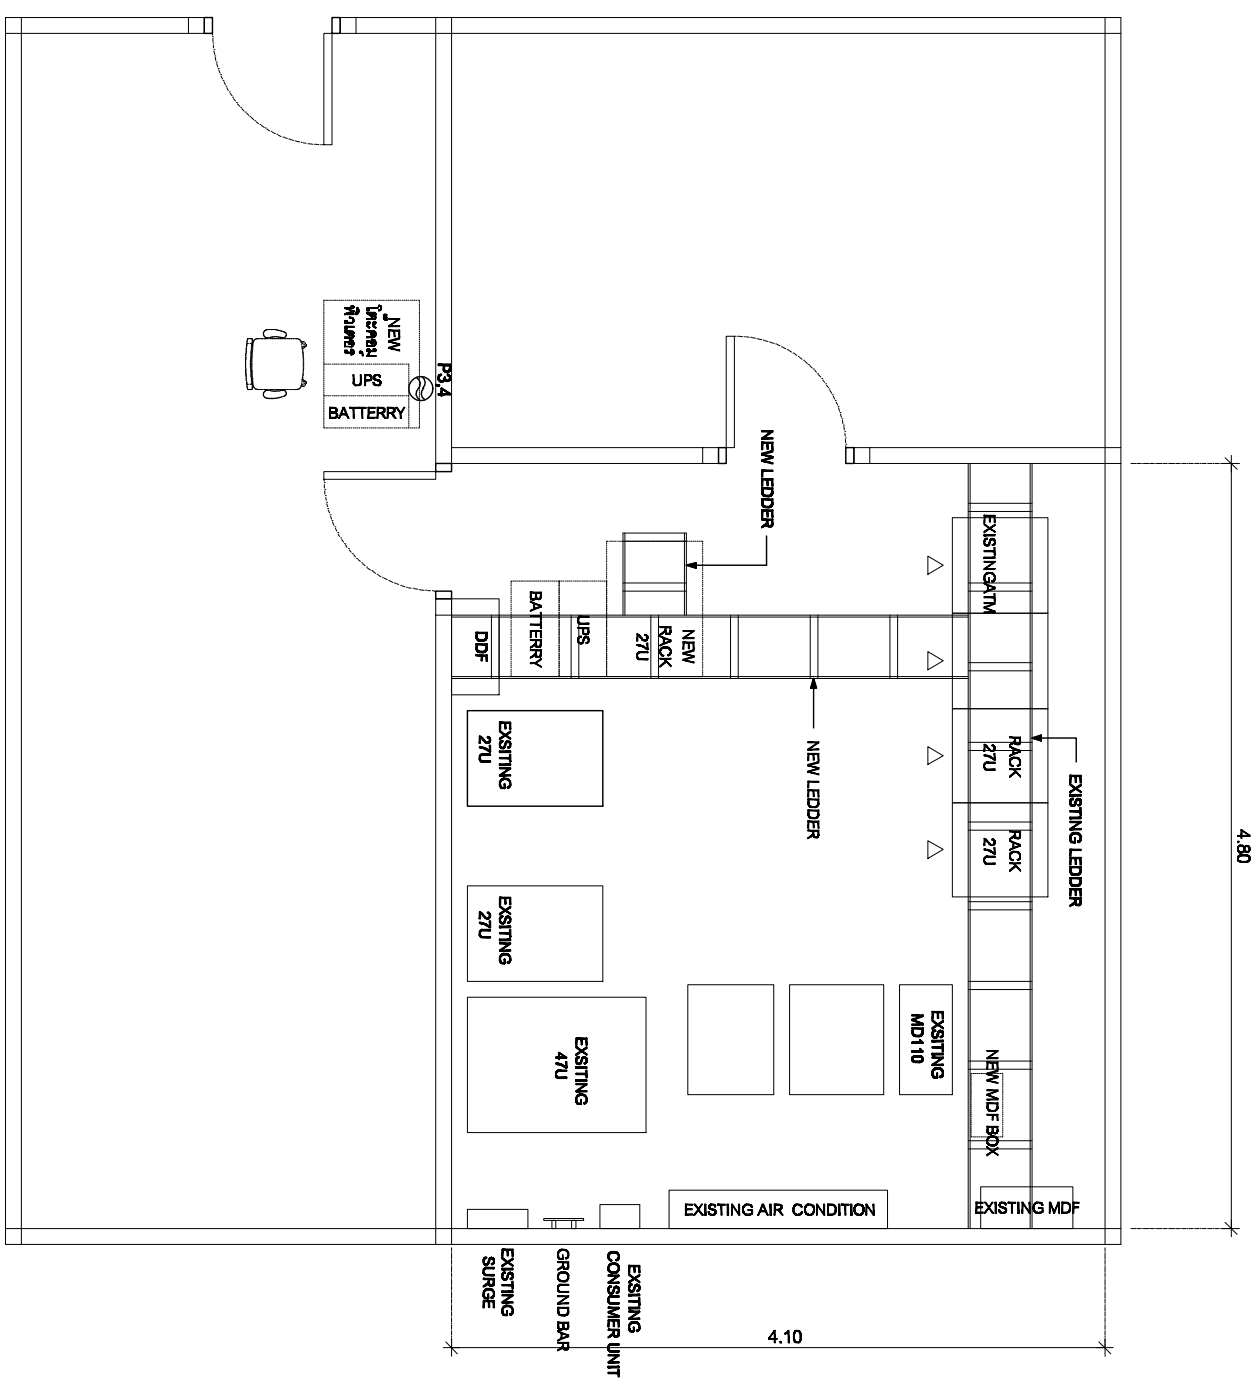 NEW
โต๊ะคอม
พิวเตอร์
UPS
BATTERRY
P3,4
NEW LEDDER
EXISTINGATM
BATTERRY
UPS
NEW
RACK
27U
DDF
EXSITING
27U
NEW LEDDER
RACK
27U
EXISTING LEDDER
RACK
27U
4.80
EXSITING
27U
EXSITING
47U
EXSITING
MD110
NEW MDF BOX
EXISTING AIR CONDITION
EXISTING MDF
EXISTING
SURGE
GROUND BAR
EXSITING
CONSUMER UNIT
4.10